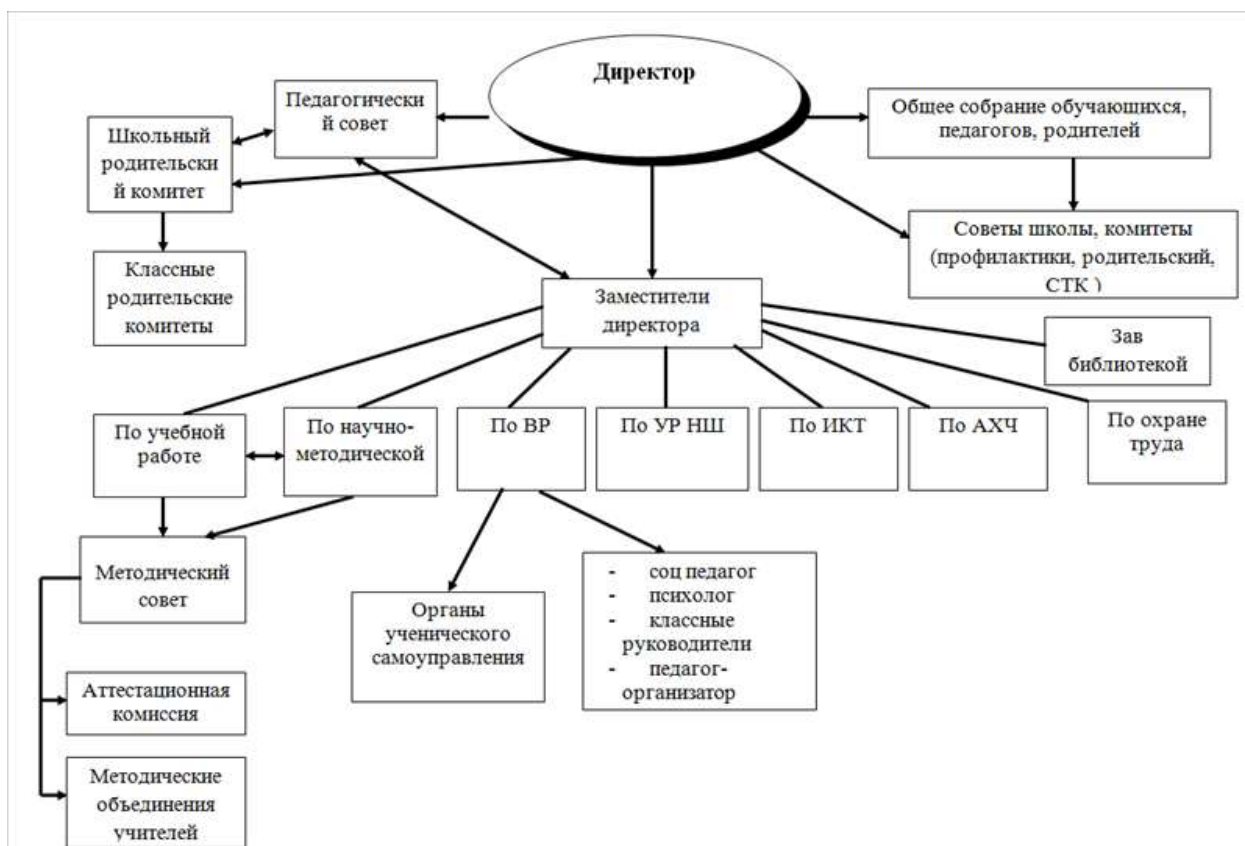 Директор
Педагогически
й совет
Общее собрание обучающихся,
педагогов, родителей
Школьный
родительски
й комитет
Советы школы, комитеты
(профилактики, родительский,
СТК )
Классные
родительские
комитеты
Заместители
директора
Зав
библиотекой
По учебной
работе
По научно-
методической
По ВР
По УР НШ
По ИКТ
По АХЧ
По охране
труда
Методический
совет
Органы
ученического
самоуправления
- соц педагог
- психолог
- классные
руководители
- педагог-
организатор
Аттестационная
комиссия
Методические
объединения
учителей